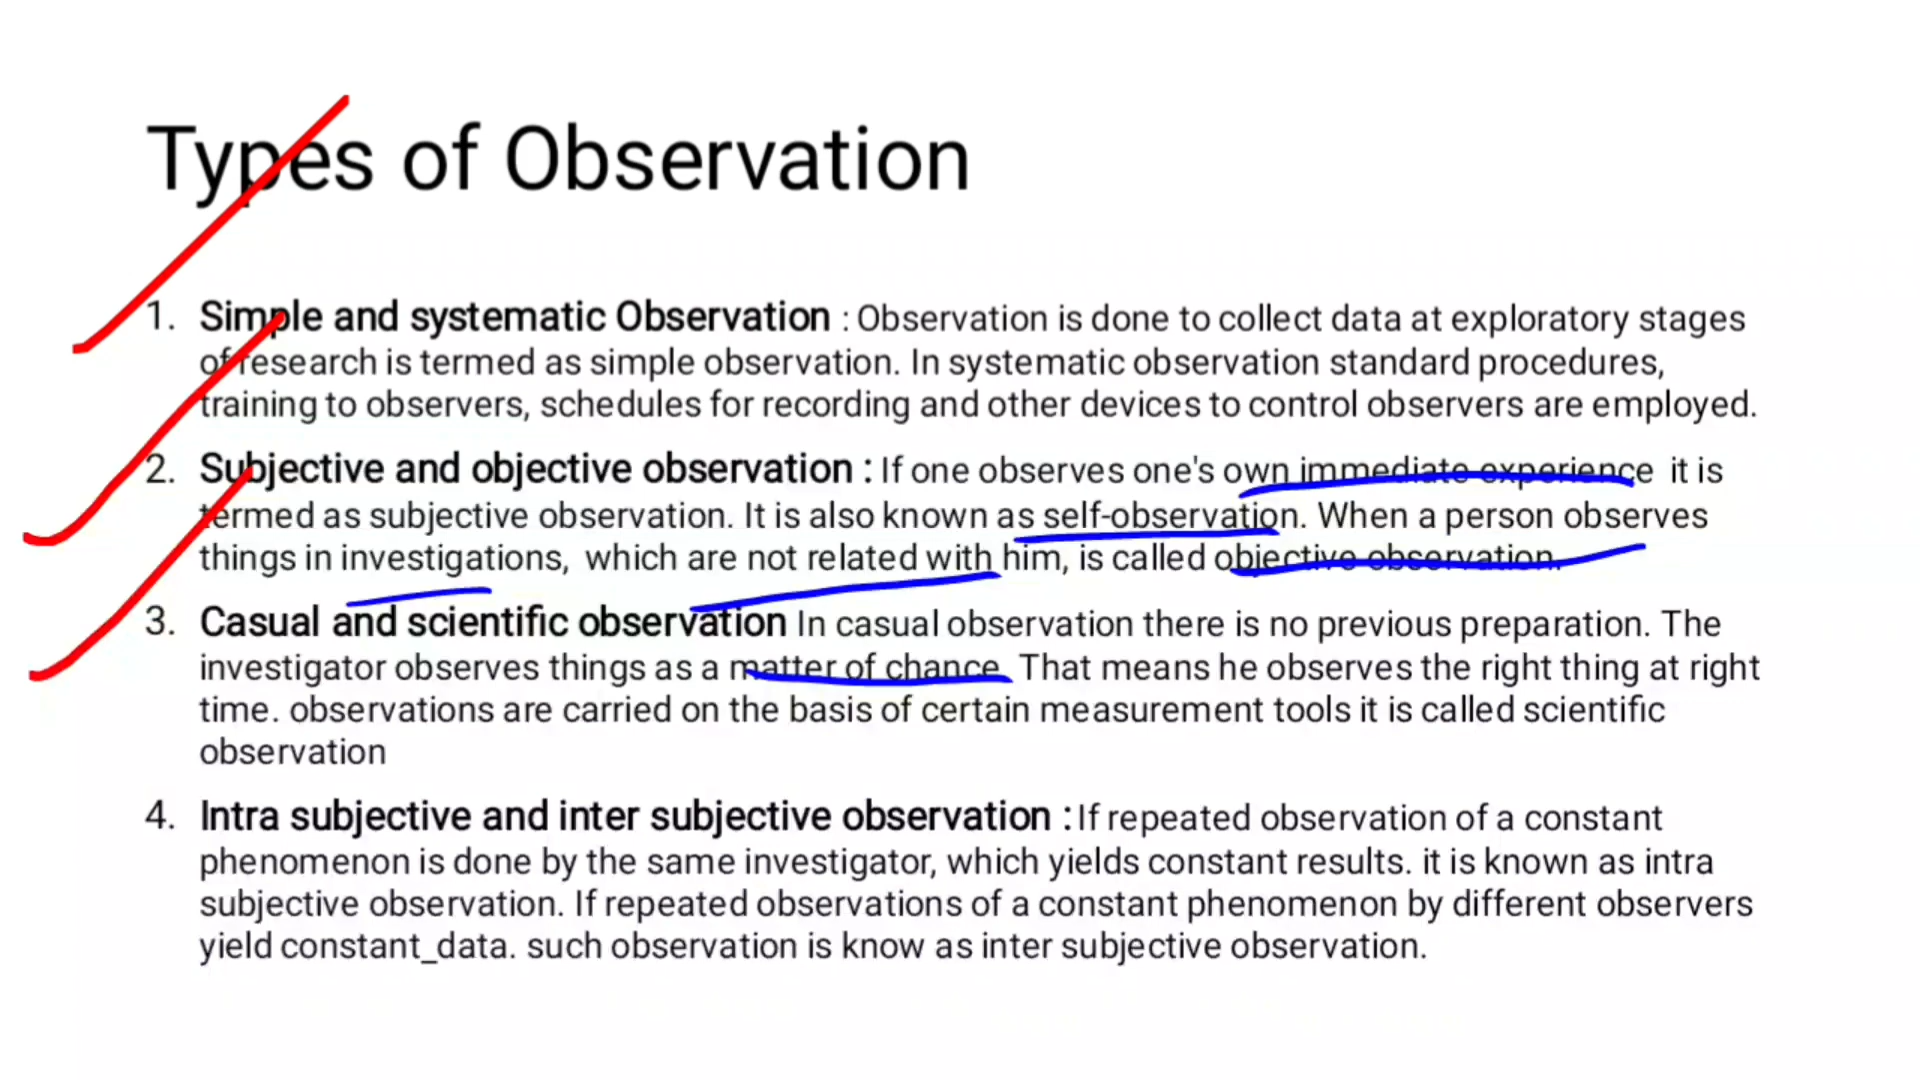 Types of Observation
1. Simple and systematic Observation : Observation is done to collect data at exploratory stages
of research is termed as simple observation. In systematic observation standard procedures,
training to observers, schedules for recording and other devices to control observers are employed.
2. Subjective and objective observation : If one observes one's own immediate experience it is
termed as subjective observation. It is also known as self-observation. When a person observes
things in investigations, which are not related with him, is called objective observation.
3. Casual and scientific observation In casual observation there is no previous preparation. The
investigator observes things as a matter of chance. That means he observes the right thing at right
time. observations are carried on the basis of certain measurement tools it is called scientific
observation
4. Intra subjective and inter subjective observation : If repeated observation of a constant
phenomenon is done by the same investigator, which yields constant results. it is known as intra
subjective observation. If repeated observations of a constant phenomenon by different observers
yield constant_data. such observation is know as inter subjective observation.